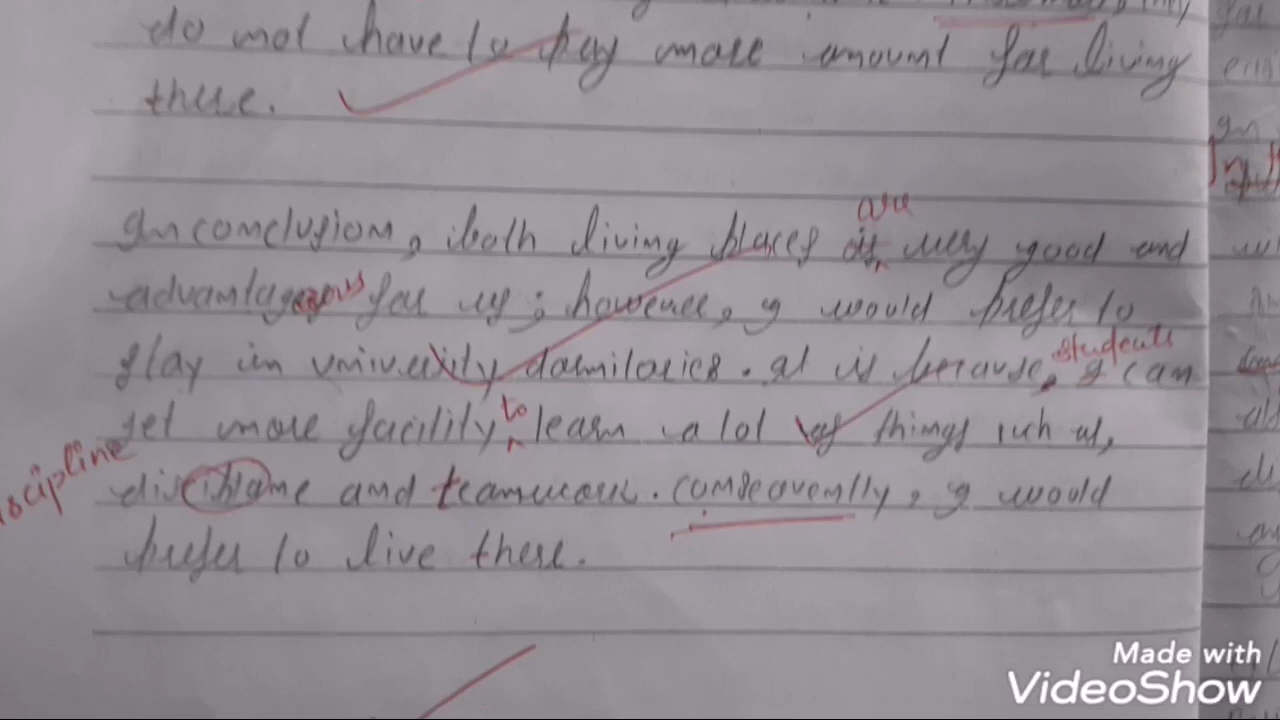 do not have to pay more amount for living
there.
are
In conclusion, both living places is very good and
advantageous for us; however, I would prefer to
students
stay in university dormitories. It is because, I can
to
get more facility, learn a lot of things such as,
discipline
and teamwork. Conseavenlly, I would
prefer to live there.
Made with
VideoShow